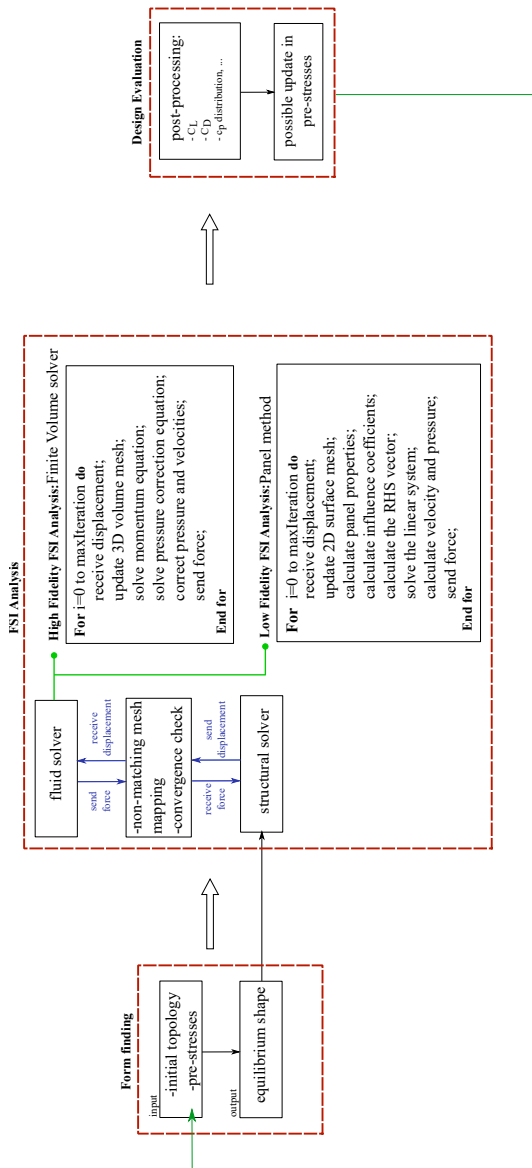 Form finding
input
-initial topology
-pre-stresses
output
equilibrium shape
FSI Analysis
fluid solver
send
force
receive
displacement
-non-matching mesh
mapping
-convergence check
receive
force
send
displacement
structural solver
High Fidelity FSI Analysis:Finite Volume solver
For i=0 to maxIteration do
receive displacement;
update 3D volume mesh;
solve momentum equation;
solve pressure correction equation;
correct pressure and velocities;
send force;
End for
Low Fidelity FSI Analysis:Panel method
For i=0 to maxIteration do
receive displacement;
update 2D surface mesh;
calculate panel properties;
calculate influence coefficients;
calculate the RHS vector;
solve the linear system;
calculate velocity and pressure;
send force;
End for
Design Evaluation
post-processing:
- CL
- CD
- cp distribution, ...
possible update in
pre-stresses